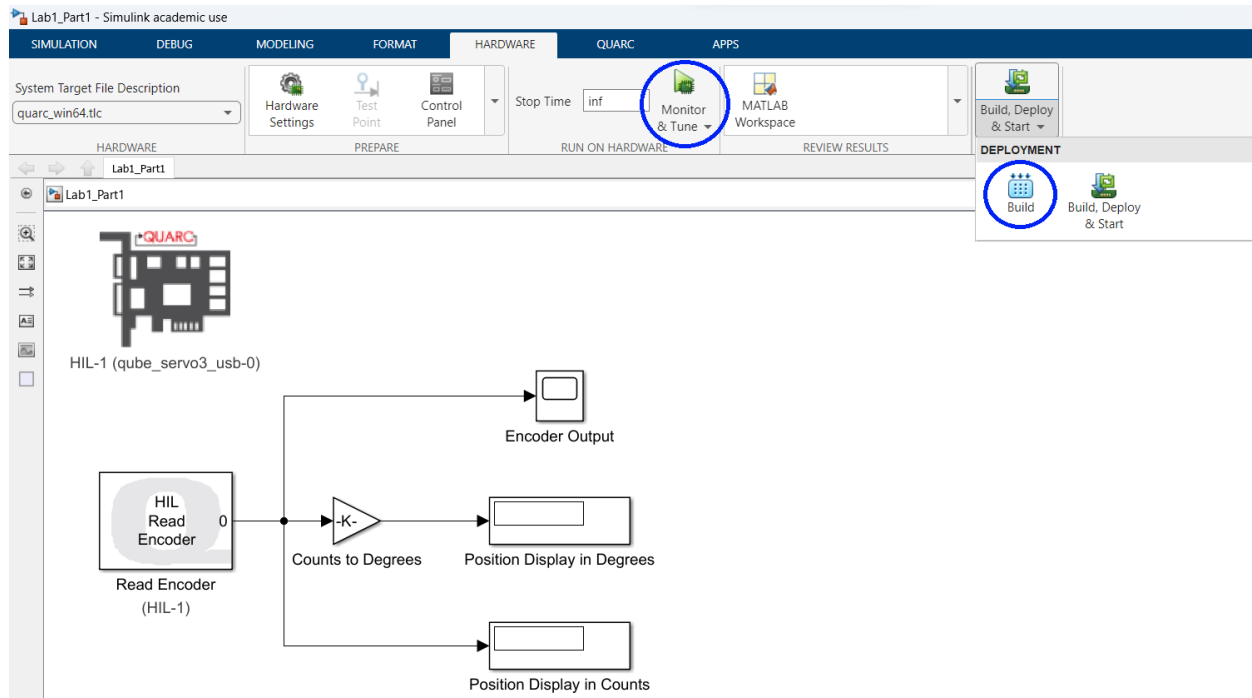 Lab1_Part1 - Simulink academic use
SIMULATION DEBUG MODELING FORMAT HARDWARE QUARC APPS
System Target File Description
quarc_win64.tlc
Hardware
Settings
Test
Point
Control
Panel
Stop Time inf
Monitor
& Tune
MATLAB
Workspace
Build, Deploy
& Start
HARDWARE PREPARE RUN ON HARDWARE REVIEW RESULTS
DEPLOYMENT
Build
Build, Deploy
& Start
Lab1_Part1
Lab1_Part1
QUARC
HIL-1 (qube_servo3_usb-0)
Encoder Output
HIL
Read 0
Encoder
-K-
Counts to Degrees
Position Display in Degrees
Read Encoder
(HIL-1)
Position Display in Counts